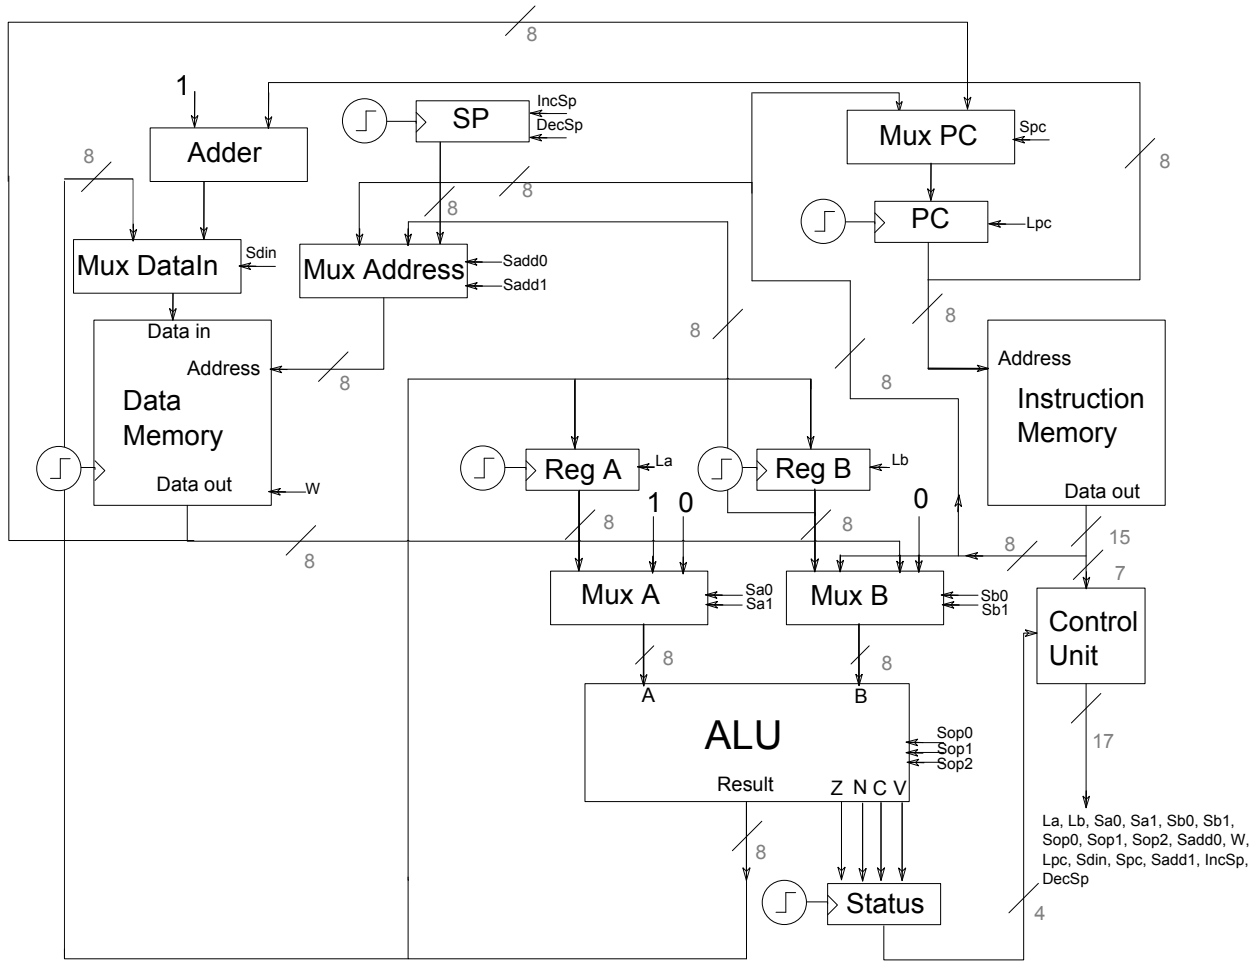 8
1
IncSp
SP
DecSp
Mux PC
Spc
Adder
8
8
8
8
PC
Lpc
Sdin
Mux DataIn
Mux Address
Sadd0
Sadd1
8
Data in
8
Address
8
8
Address
Data
Memory
Instruction
Memory
Reg A
La
Reg B
Lb
Data out
W
Data out
1 0
0
8
8
8
8
15
7
Mux A
Sa0
Sa1
Mux B
Sb0
Sb1
Control
Unit
8
8
A
B
ALU
Sop0
Sop1
Sop2
17
Result
Z N C V
8
La, Lb, Sa0, Sa1, Sb0, Sb1,
Sop0, Sop1, Sop2, Sadd0, W,
Lpc, Sdin, Spc, Sadd1, IncSp,
DecSp
Status
4